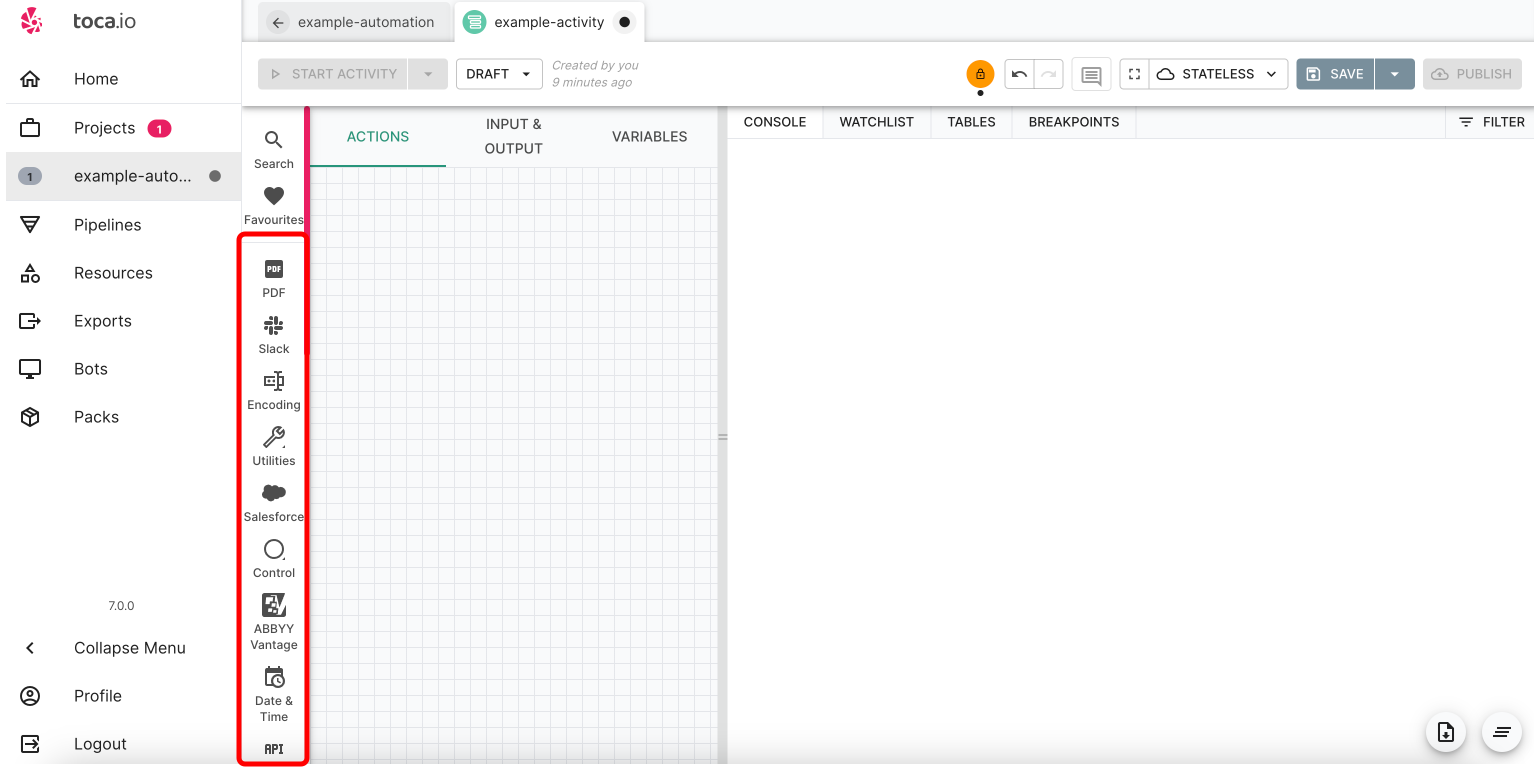 toca.io
Home
Projects 1
1 example-auto...
Pipelines
Resources
Exports
Bots
Packs
7.0.0
Collapse Menu
Profile
Logout
example-automation
example-activity
START ACTIVITY
DRAFT
Created by you
9 minutes ago
STATELESS
SAVE
PUBLISH
Search
Favourites
PDF
PDF
Slack
Encoding
Utilities
Salesforce
Control
ABBYY
Vantage
Date &
Time
API
ACTIONS
INPUT &
OUTPUT
VARIABLES
CONSOLE
WATCHLIST
TABLES
BREAKPOINTS
FILTER